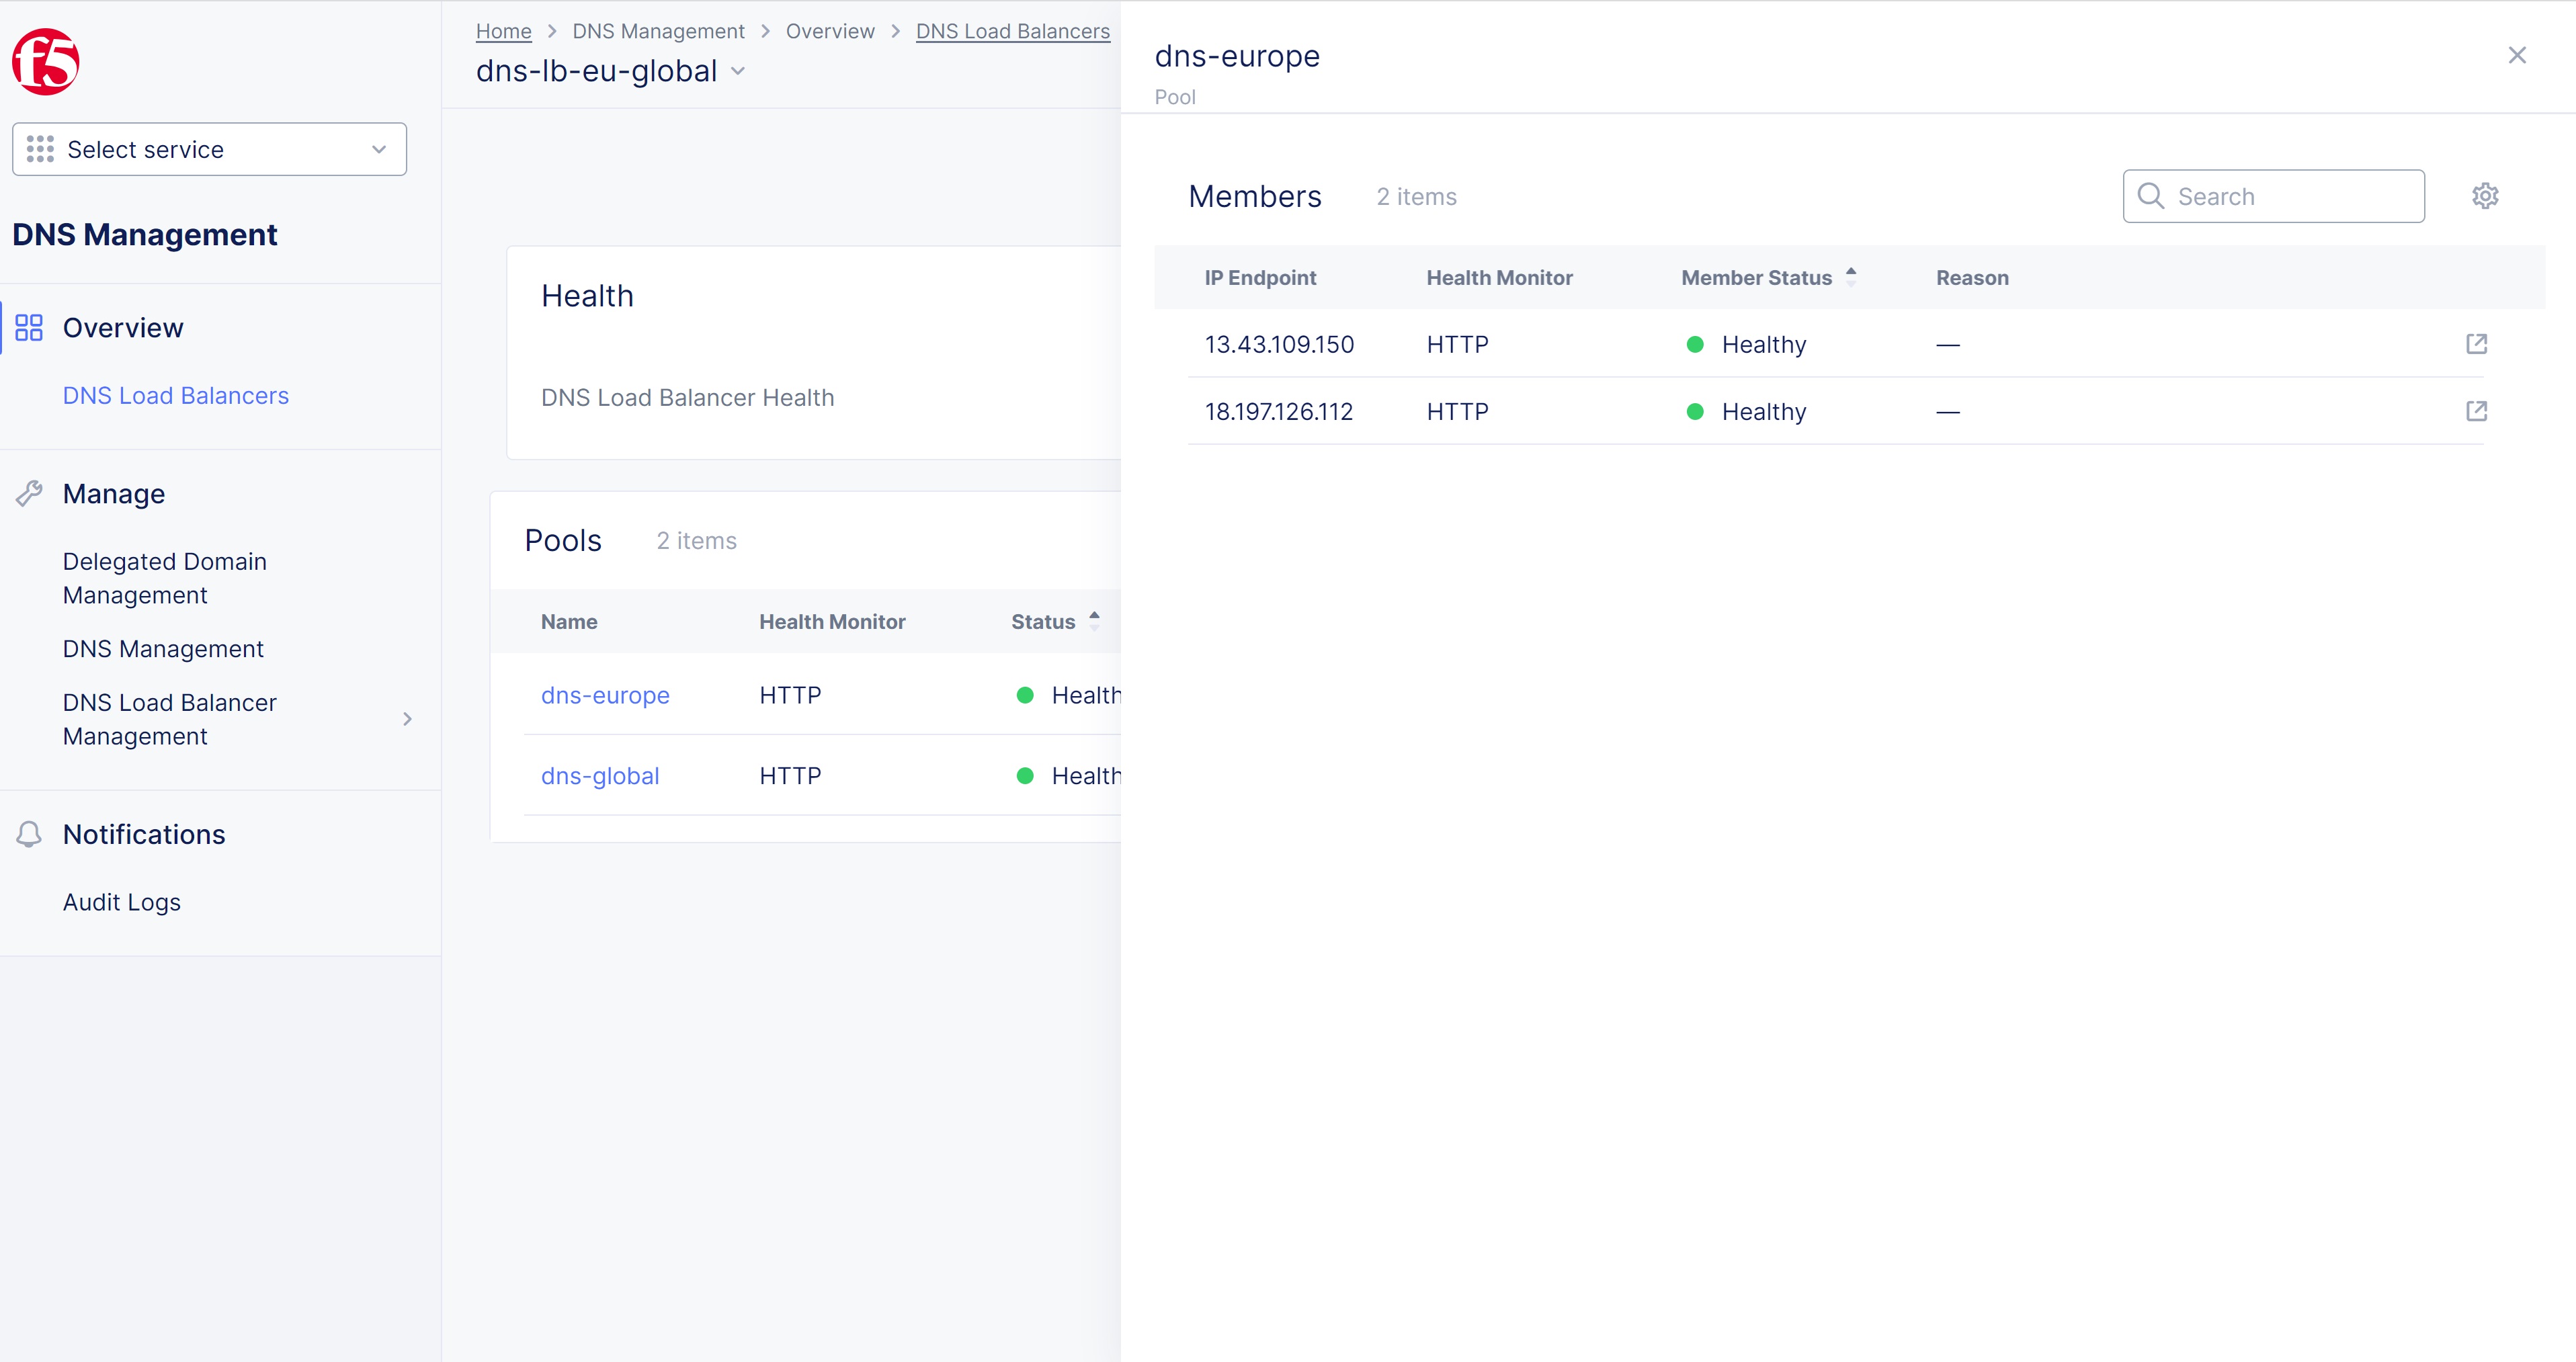 f5
Select service
DNS Management
Overview
DNS Load Balancers
Manage
Delegated Domain
Management
DNS Management
DNS Load Balancer
Management
Notifications
Audit Logs
Home > DNS Management > Overview > DNS Load Balancers
dns-lb-eu-global
Health
DNS Load Balancer Health
Pools 2 items
Name Health Monitor Status
dns-europe HTTP Health
dns-global HTTP Health
dns-europe
Pool
Members 2 items Search
IP Endpoint Health Monitor Member Status Reason
13.43.109.150 HTTP Healthy —
18.197.126.112 HTTP Healthy —